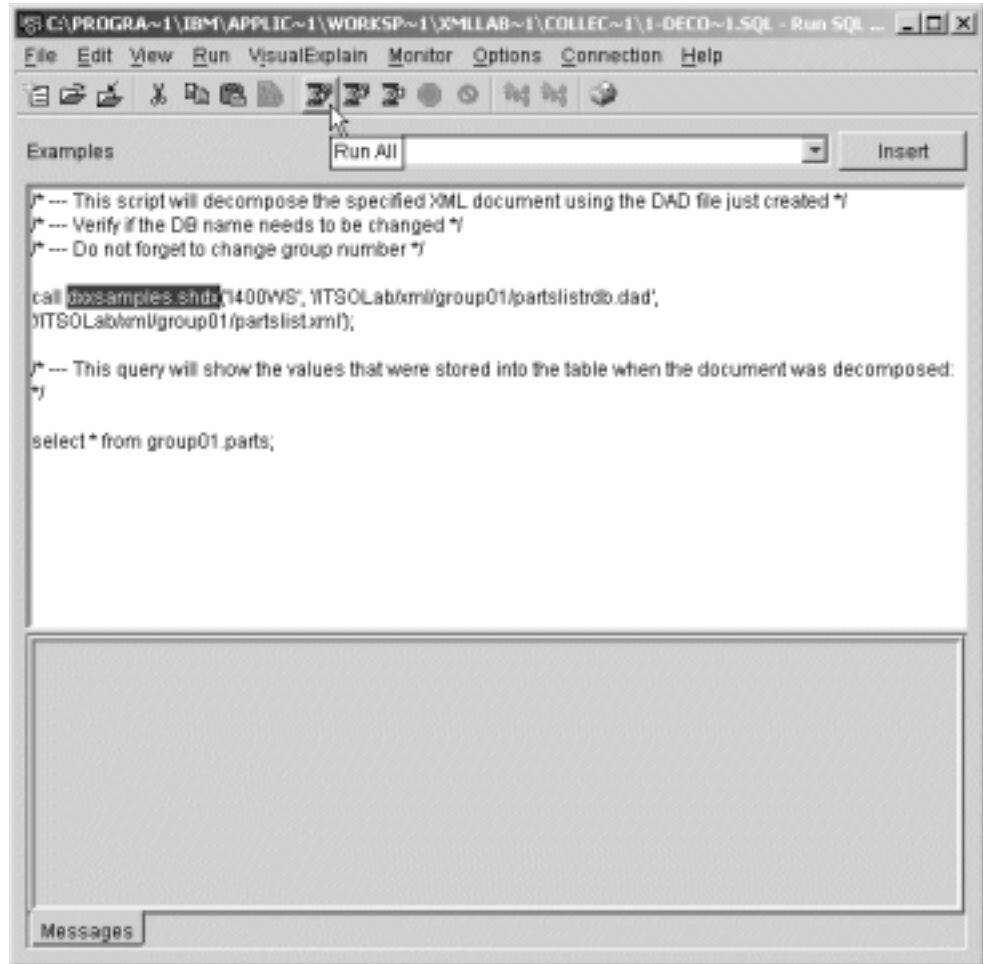 C:\PROGRA~1\IBM\APPLIC~1\WORKSP~1\XMLLAB~1\COLLEC~1\1-DECO~1.SQL - Run SQL ...
File Edit View Run VisualExplain Monitor Options Connection Help
Examples
Run All
Insert
/* --- This script will decompose the specified XML document using the DAD file just created */
/* --- Verify if the DB name needs to be changed */
/* --- Do not forget to change group number */
call dxxsamples.shdx('I400WS', '/ITSOLab/xml/group01/partslistrdb.dad',
'/ITSOLab/xml/group01/partslist.xml');
/* --- This query will show the values that were stored into the table when the document was decomposed:
*/
select * from group01.parts;
Messages